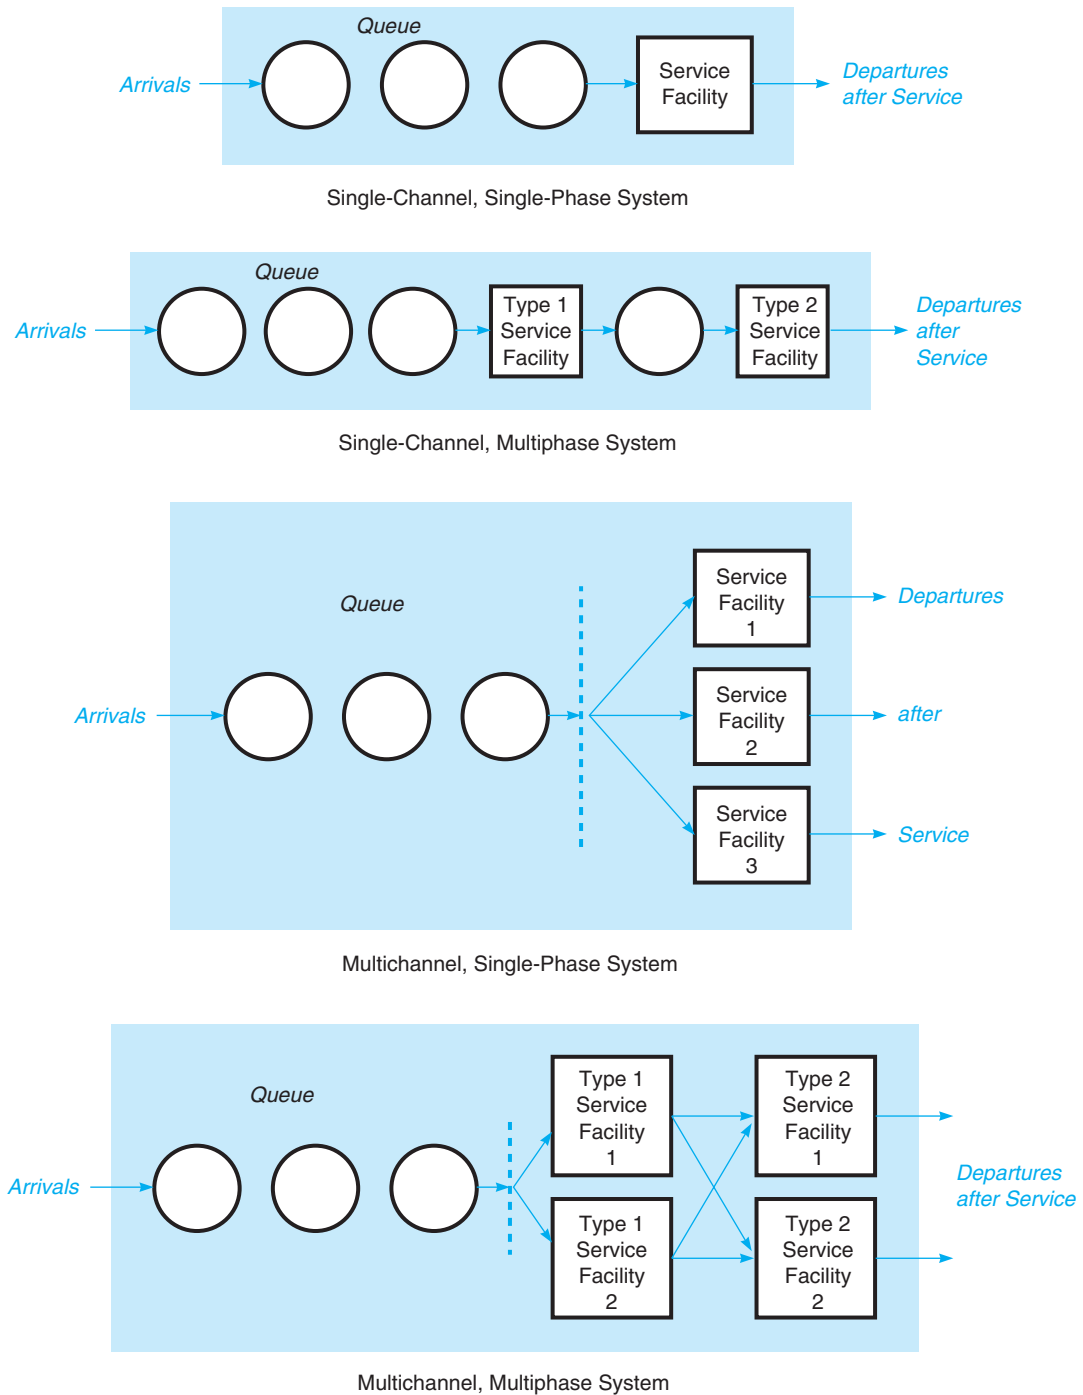 Queue
Arrivals
Service
Facility
Departures
after Service
Single-Channel, Single-Phase System
Queue
Arrivals
Type 1
Service
Facility
Type 2
Service
Facility
Departures
after
Service
Single-Channel, Multiphase System
Queue
Arrivals
Service
Facility
1
Departures
Service
Facility
2
after
Service
Facility
3
Service
Multichannel, Single-Phase System
Queue
Arrivals
Type 1
Service
Facility
1
Type 2
Service
Facility
1
Type 1
Service
Facility
2
Type 2
Service
Facility
2
Departures
after Service
Multichannel, Multiphase System